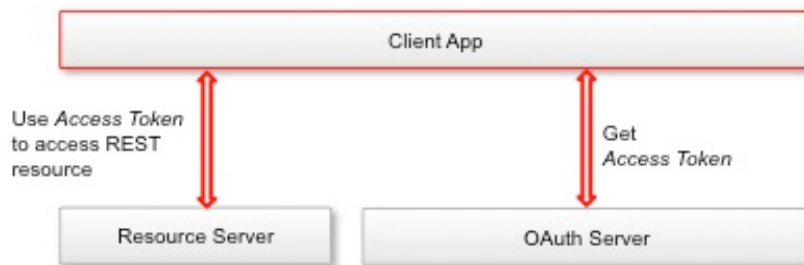 Client App
Use Access Token
to access REST
resource
Get
Access Token
Resource Server
OAuth Server